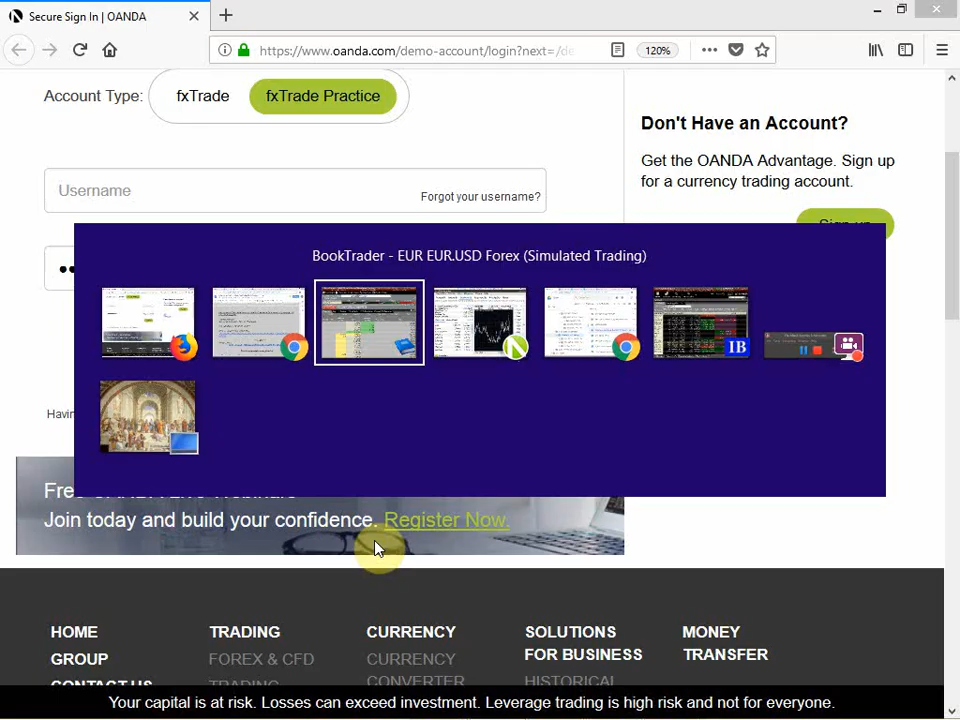 Secure Sign In | OANDA
https://www.oanda.com/demo-account/login?next=/de
120%
Account Type:
fxTrade
fxTrade Practice
Don't Have an Account?
Get the OANDA Advantage. Sign up
for a currency trading account.
Username
Forgot your username?
BookTrader - EUR EUR.USD Forex (Simulated Trading)
IB
Join today and build your confidence. Register Now.
HOME
TRADING
CURRENCY
SOLUTIONS
FOR BUSINESS
MONEY
TRANSFER
GROUP
FOREX & CFD
CURRENCY
Your capital is at risk. Losses can exceed investment. Leverage trading is high risk and not for everyone.